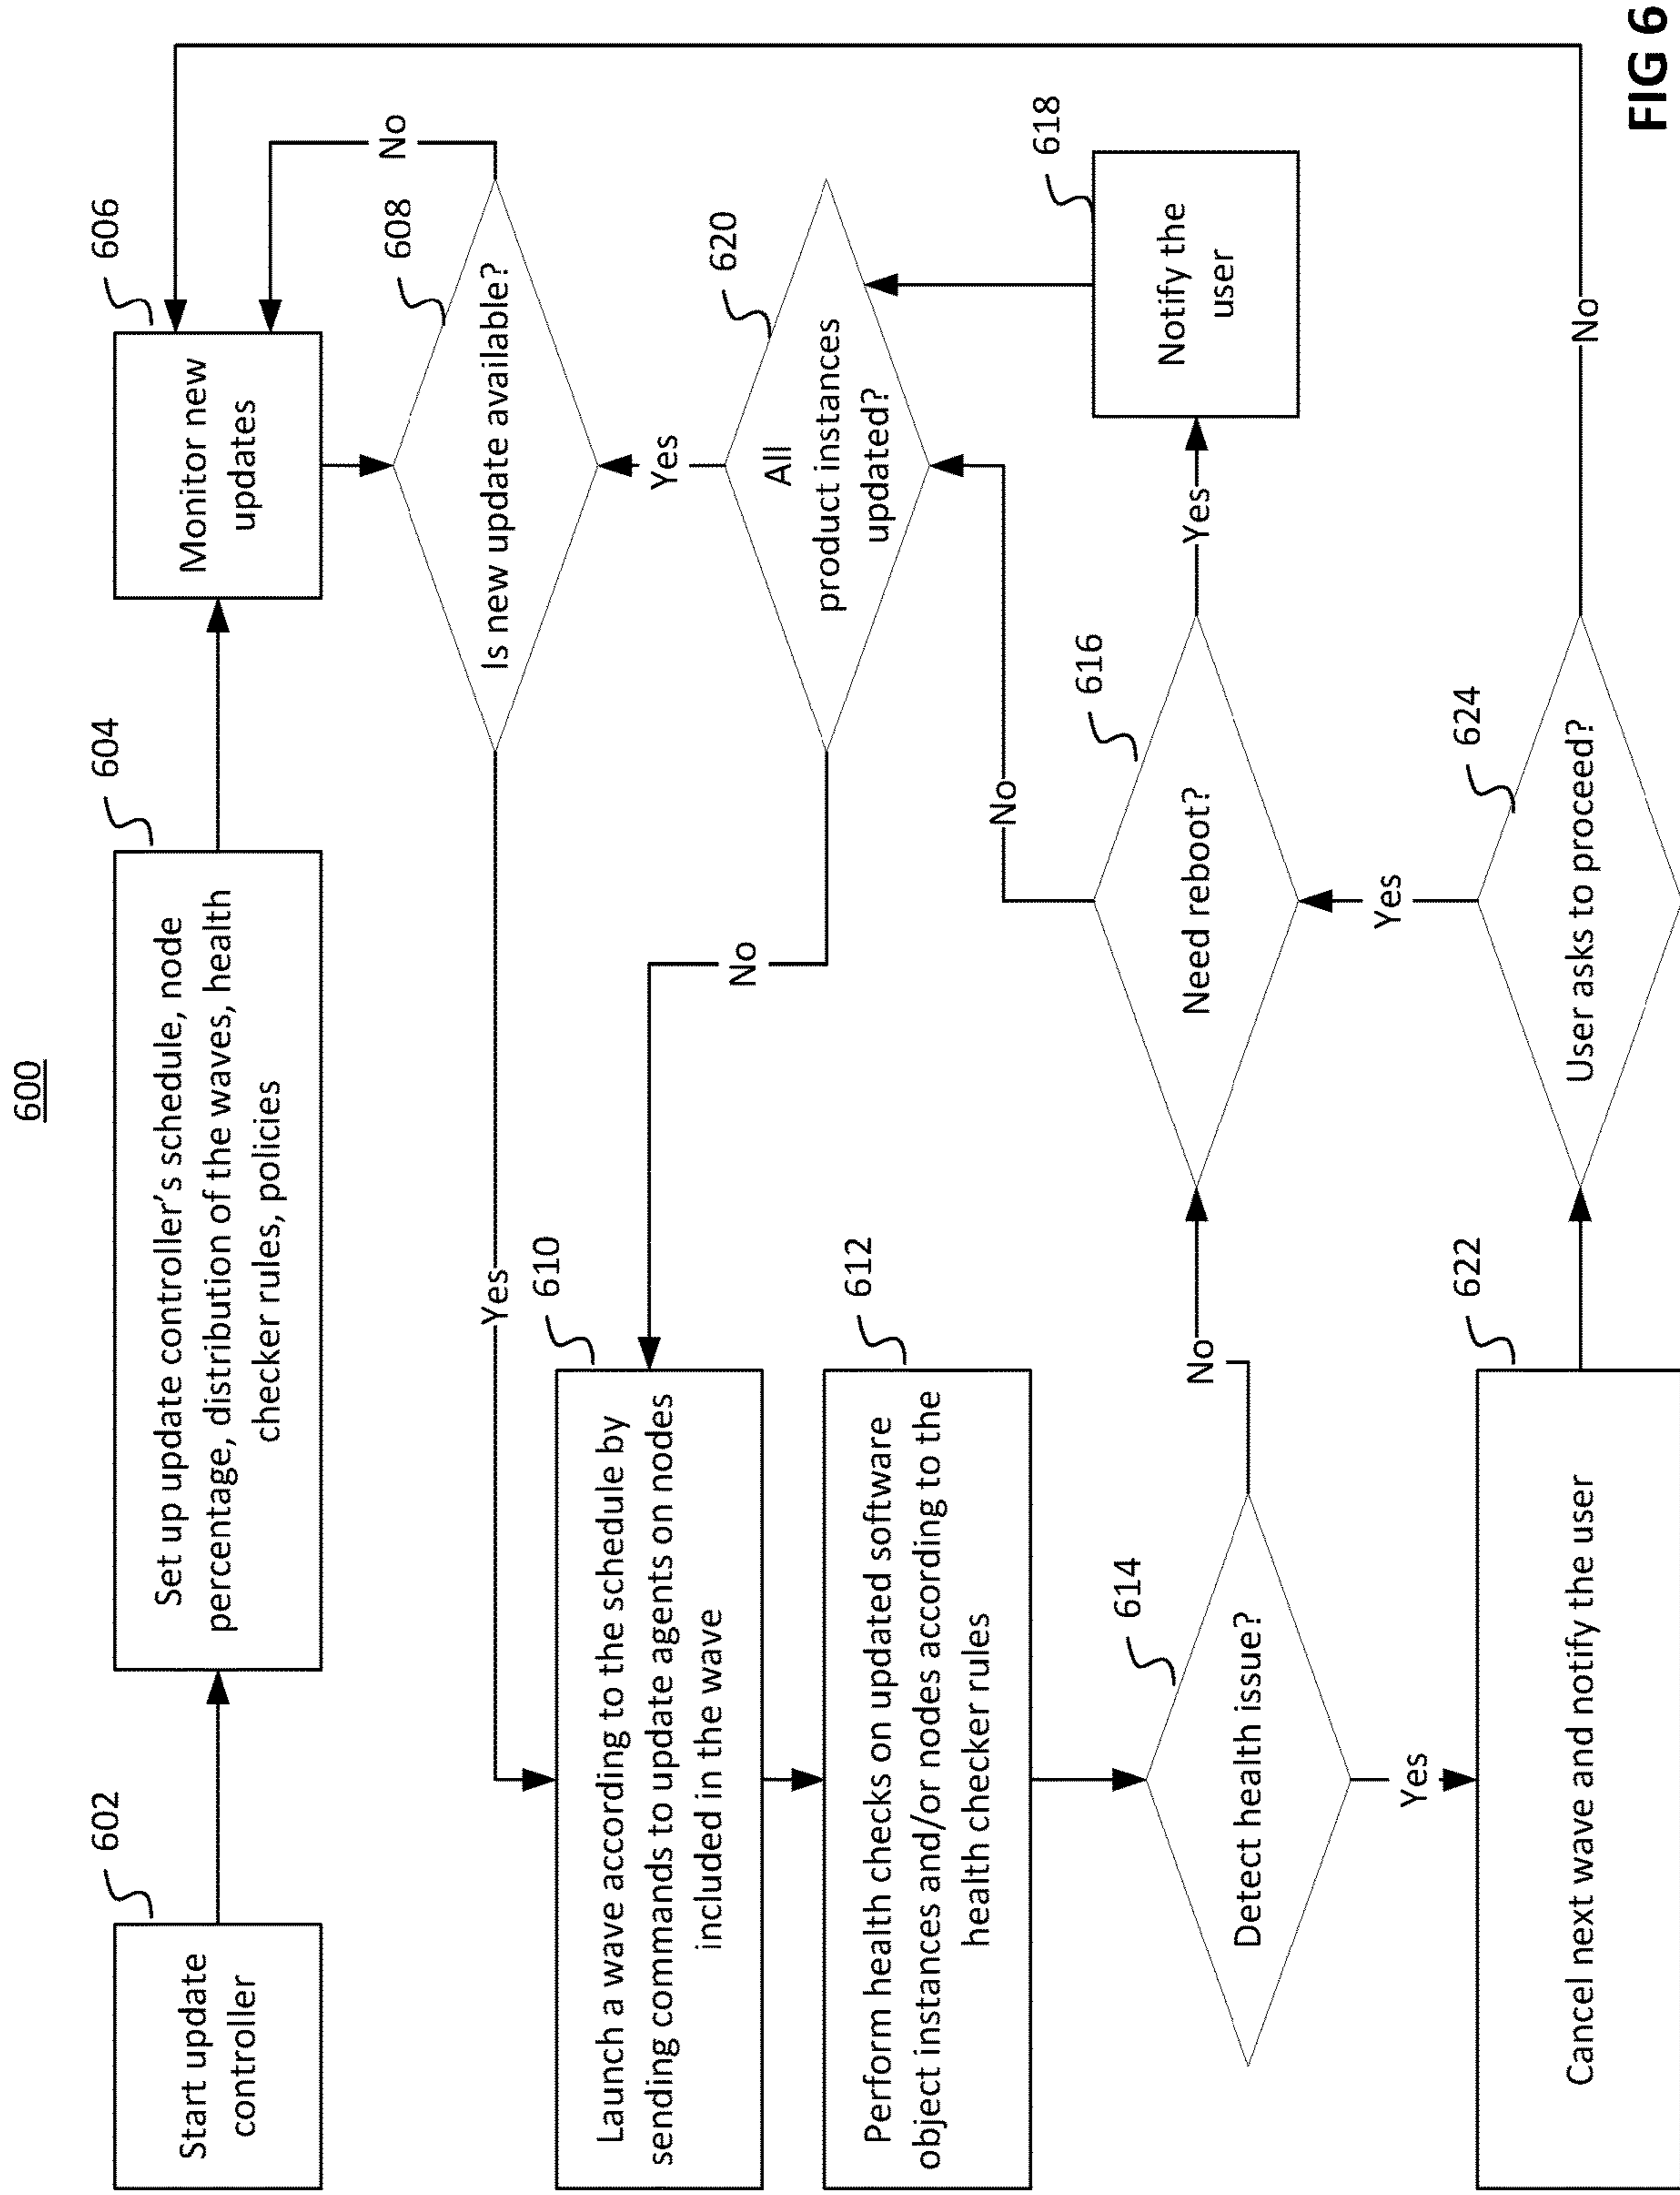 600
602
Start update
controller
604
Set up update controller's schedule, node
percentage, distribution of the waves, health
checker rules, policies
606
Monitor new
updates
608
Is new update available?
No
Yes
610
Launch a wave according to the schedule by
sending commands to update agents on nodes
included in the wave
No
620
All
product instances
updated?
Yes
612
Perform health checks on updated software
object instances and/or nodes according to the
health checker rules
614
Detect health issue?
No
616
Need reboot?
No
Yes
618
Notify the
user
Yes
622
Cancel next wave and notify the user
624
User asks to proceed?
Yes
No
FIG 6